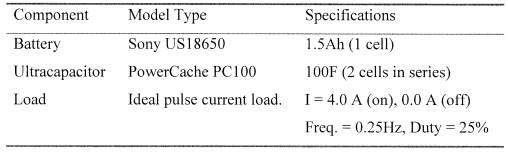 Component Model Type Specifications
Battery Sony US18650 1.5Ah (1 cell)
Ultracapacitor PowerCache PC100 100F (2 cells in series)
Load Ideal pulse current load. I = 4.0 A (on), 0.0 A (off)
Freq. = 0.25Hz, Duty = 25%